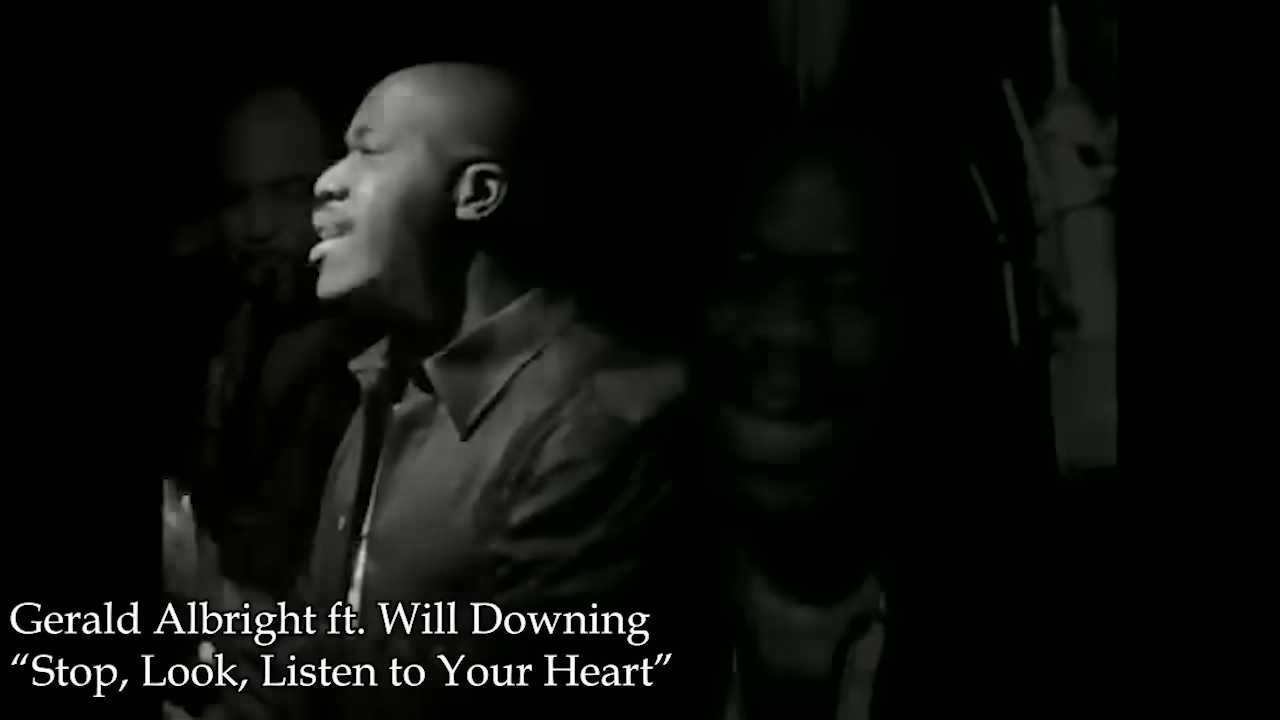 Gerald Albright ft. Will Downing
“Stop, Look, Listen to Your Heart”